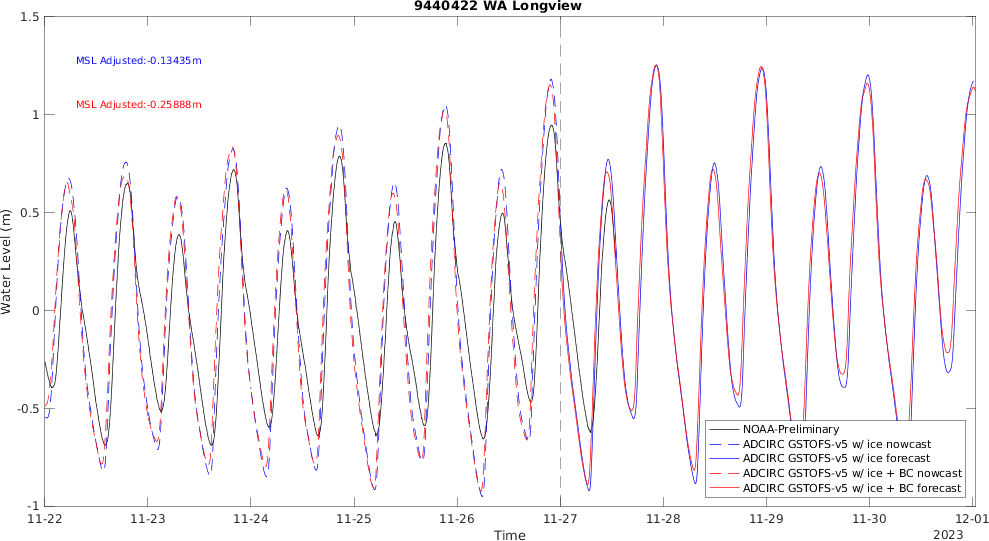 9440422 WA Longview
MSL Adjusted:-0.13435m
MSL Adjusted:-0.25888m
Water Level (m)
1.5
1
0.5
0
-0.5
-1
NOAA-Preliminary
ADCIRC GSTOFS-v5 w/ ice nowcast
ADCIRC GSTOFS-v5 w/ ice forecast
ADCIRC GSTOFS-v5 w/ ice + BC nowcast
ADCIRC GSTOFS-v5 w/ ice + BC forecast
11-22 11-23 11-24 11-25 11-26 11-27 11-28 11-29 11-30 12-01
Time
2023